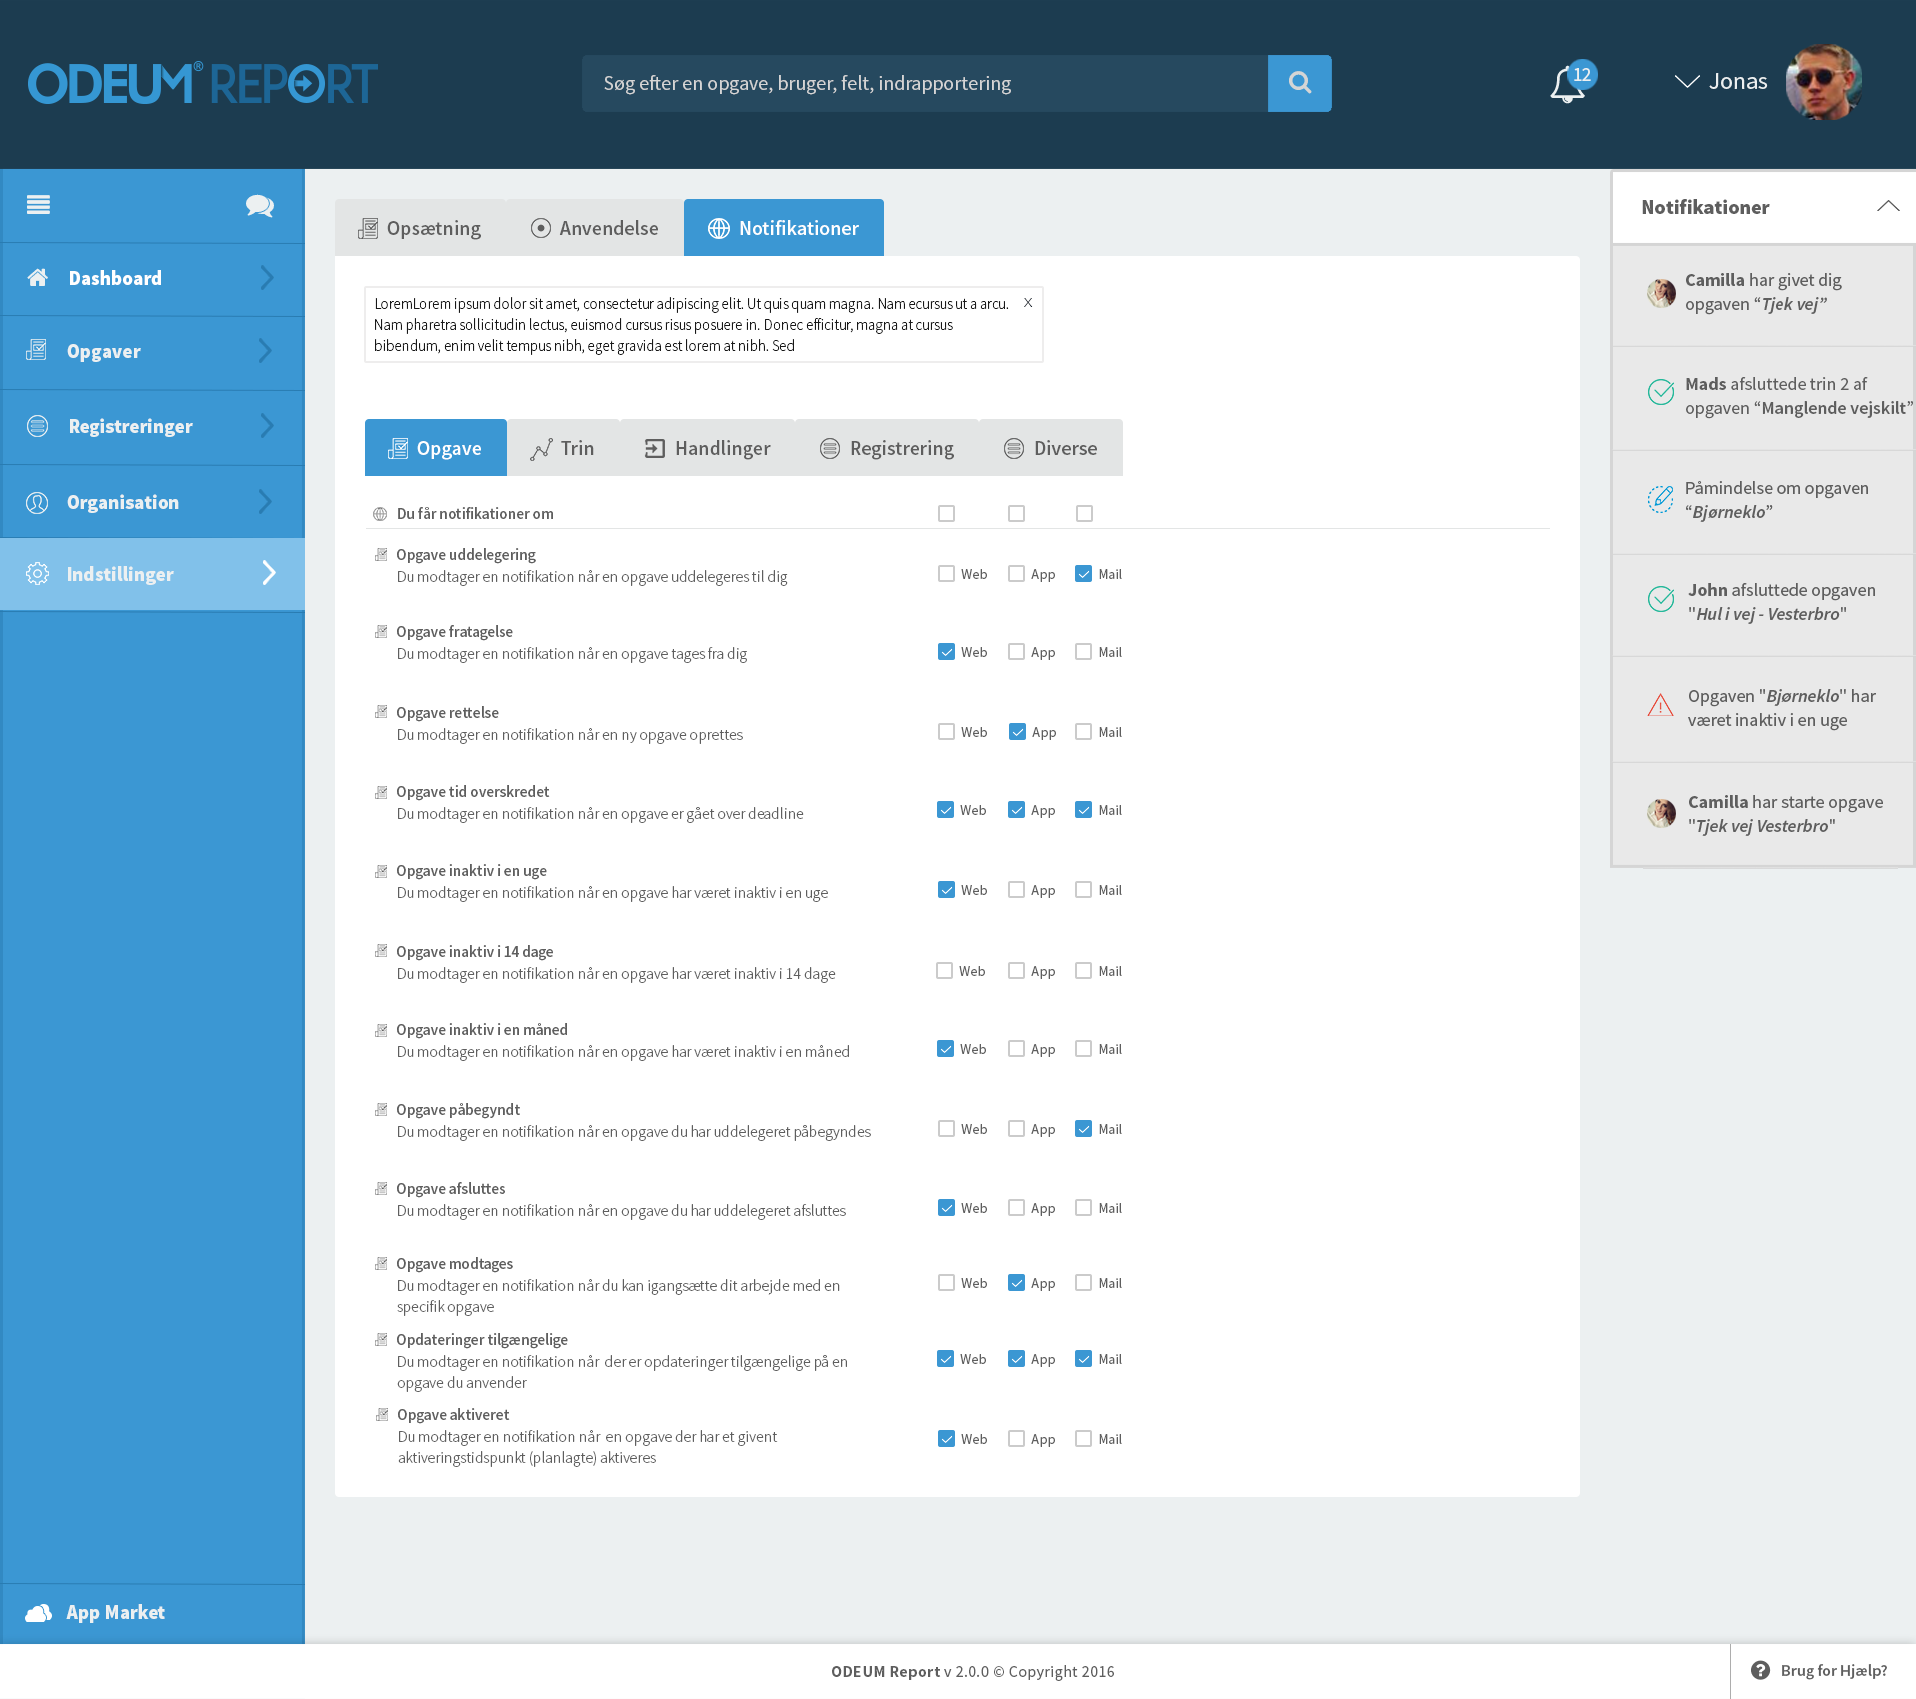 ODEUM® REPORT
Søg efter en opgave, bruger, felt, indrapportering
12
Jonas
Dashboard
Opgaver
Registreringer
Organisation
Indstillinger
App Market
Opsætning
Anvendelse
Notifikationer
LoremLorem ipsum dolor sit amet, consectetur adipiscing elit. Ut quis quam magna. Nam ecursus ut a arcu.
X
Nam pharetra sollicitudin lectus, euismod cursus risus posuere in. Donec efficitur, magna at cursus
bibendum, enim velit tempus nibh, eget gravida est lorem at nibh. Sed
Opgave
Trin
Handlinger
Registrering
Diverse
Du får notifikationer om
Opgave uddelegering
Du modtager en notifikation når en opgave uddelegeres til dig
Web App Mail
Opgave fratagelse
Du modtager en notifikation når en opgave tages fra dig
Web App Mail
Opgave rettelse
Du modtager en notifikation når en ny opgave oprettes
Web App Mail
Opgave tid overskredet
Du modtager en notifikation når en opgave er gået over deadline
Web App Mail
Opgave inaktiv i en uge
Du modtager en notifikation når en opgave har været inaktiv i en uge
Web App Mail
Opgave inaktiv i 14 dage
Du modtager en notifikation når en opgave har været inaktiv i 14 dage
Web App Mail
Opgave inaktiv i en måned
Du modtager en notifikation når en opgave har været inaktiv i en måned
Web App Mail
Opgave påbegyndt
Du modtager en notifikation når en opgave du har uddelegeret påbegyndes
Web App Mail
Opgave afsluttes
Du modtager en notifikation når en opgave du har uddelegeret afsluttes
Web App Mail
Opgave modtages
Du modtager en notifikation når du kan igangsætte dit arbejde med en
specifik opgave
Web App Mail
Opdateringer tilgængelige
Du modtager en notifikation når der er opdateringer tilgængelige på en
opgave du anvender
Web App Mail
Opgave aktiveret
Du modtager en notifikation når en opgave der har et givent
aktiveringstidspunkt (planlagte) aktiveres
Web App Mail
Notifikationer
Camilla har givet dig
opgaven “Tjek vej”
Mads afsluttede trin 2 af
opgaven “Manglende vejskilt”
Påmindelse om opgaven
“Bjørneklo”
John afsluttede opgaven
"Hul i vej - Vesterbro"
Opgaven "Bjørneklo" har
været inaktiv i en uge
Camilla har starte opgave
"Tjek vej Vesterbro"
ODEUM Report v 2.0.0 © Copyright 2016
Brug for Hjælp?